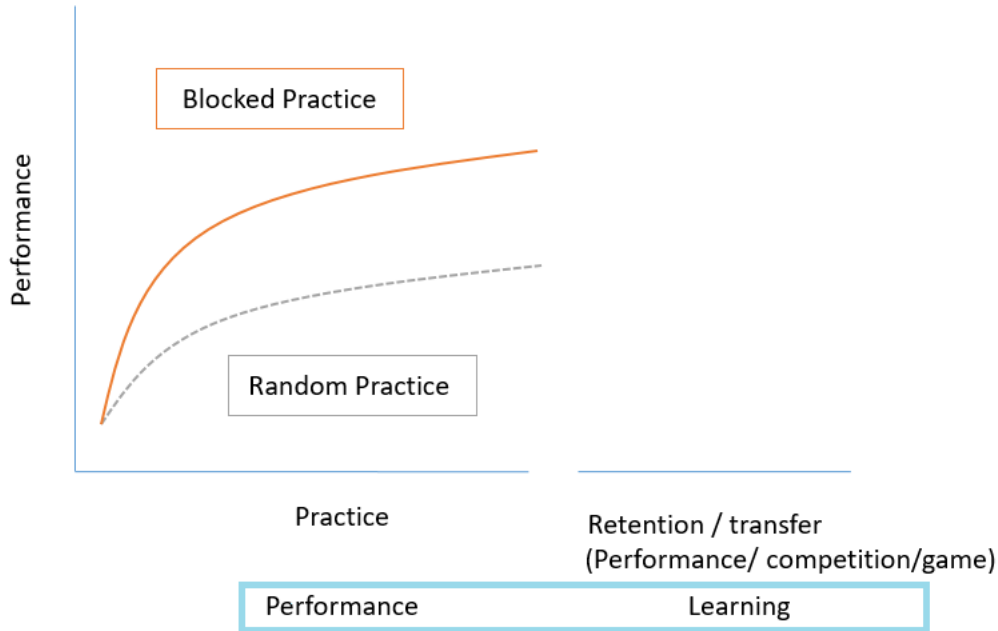 Blocked Practice
Performance
Random Practice
Practice
Retention / transfer
(Performance/ competition/game)
Performance
Learning